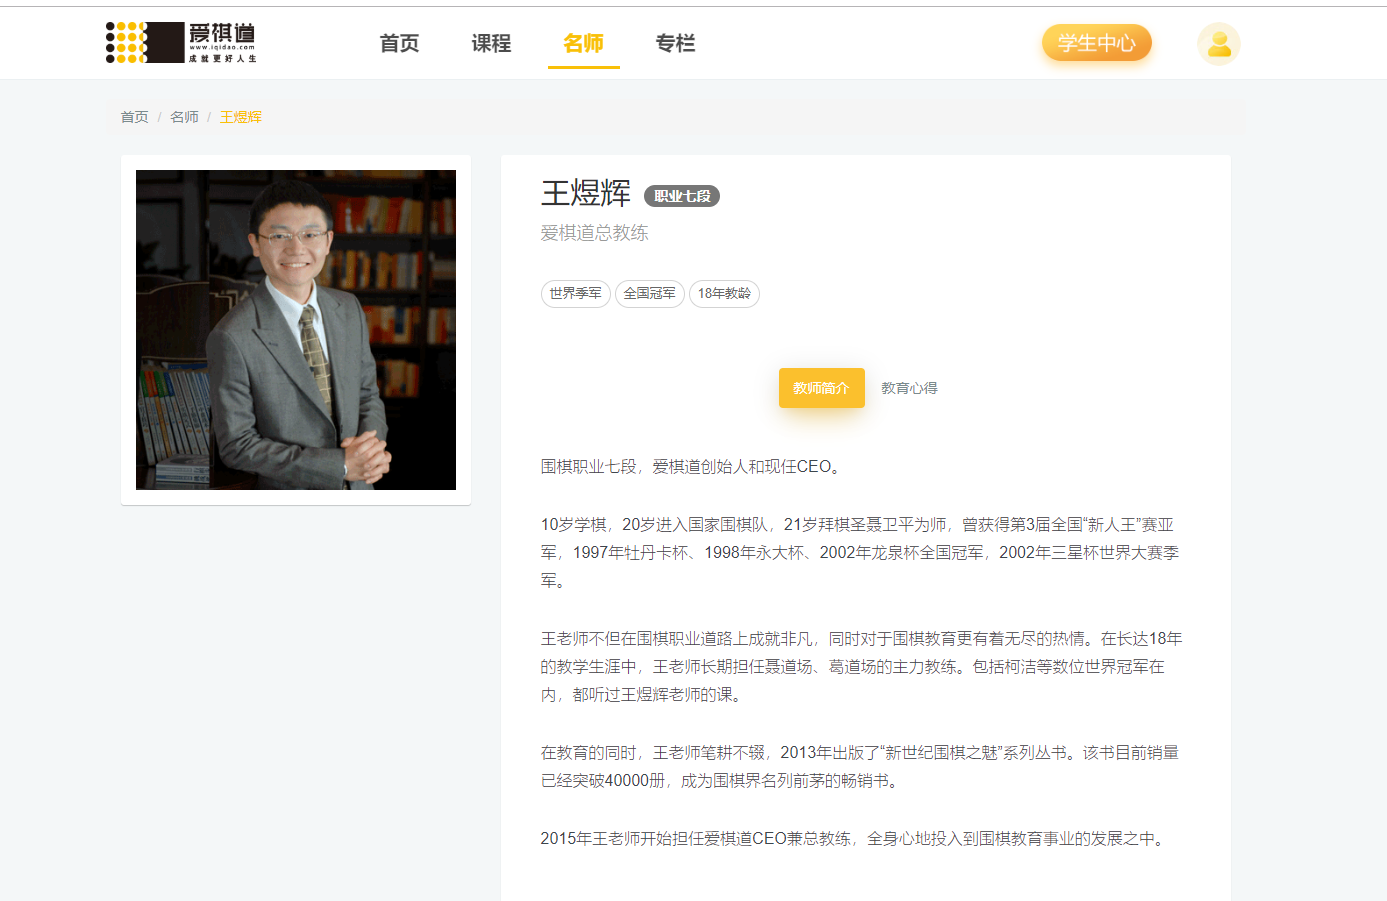 爱棋道
www.iqidao.com
成就更好人生
首页 课程 名师 专栏
学生中心
首页 / 名师 / 王煜辉
王煜辉 职业七段
爱棋道总教练
世界季军 全国冠军 18年教龄
教师简介 教育心得
围棋职业七段，爱棋道创始人和现任CEO。
10岁学棋，20岁进入国家围棋队，21岁拜棋圣聂卫平为师，曾获得第3届全国“新人王”赛亚
军，1997年牡丹卡杯、1998年永大杯、2002年龙泉杯全国冠军，2002年三星杯世界大赛季
军。
王老师不但在围棋职业道路上成就非凡，同时对于围棋教育更有着无尽的热情。在长达18年
的教学生涯中，王老师长期担任聂道场、葛道场的主力教练。包括柯洁等数位世界冠军在
内，都听过王煜辉老师的课。
在教育的同时，王老师笔耕不辍，2013年出版了“新世纪围棋之魅”系列丛书。该书目前销量
已经突破40000册，成为围棋界名列前茅的畅销书。
2015年王老师开始担任爱棋道CEO兼总教练，全身心地投入到围棋教育事业的发展之中。